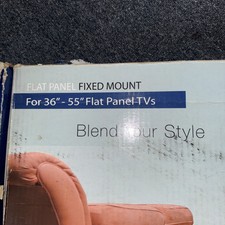 FLAT PANEL FIXED MOUNT
For 36" - 55" Flat Panel TVs
Blend Your Style